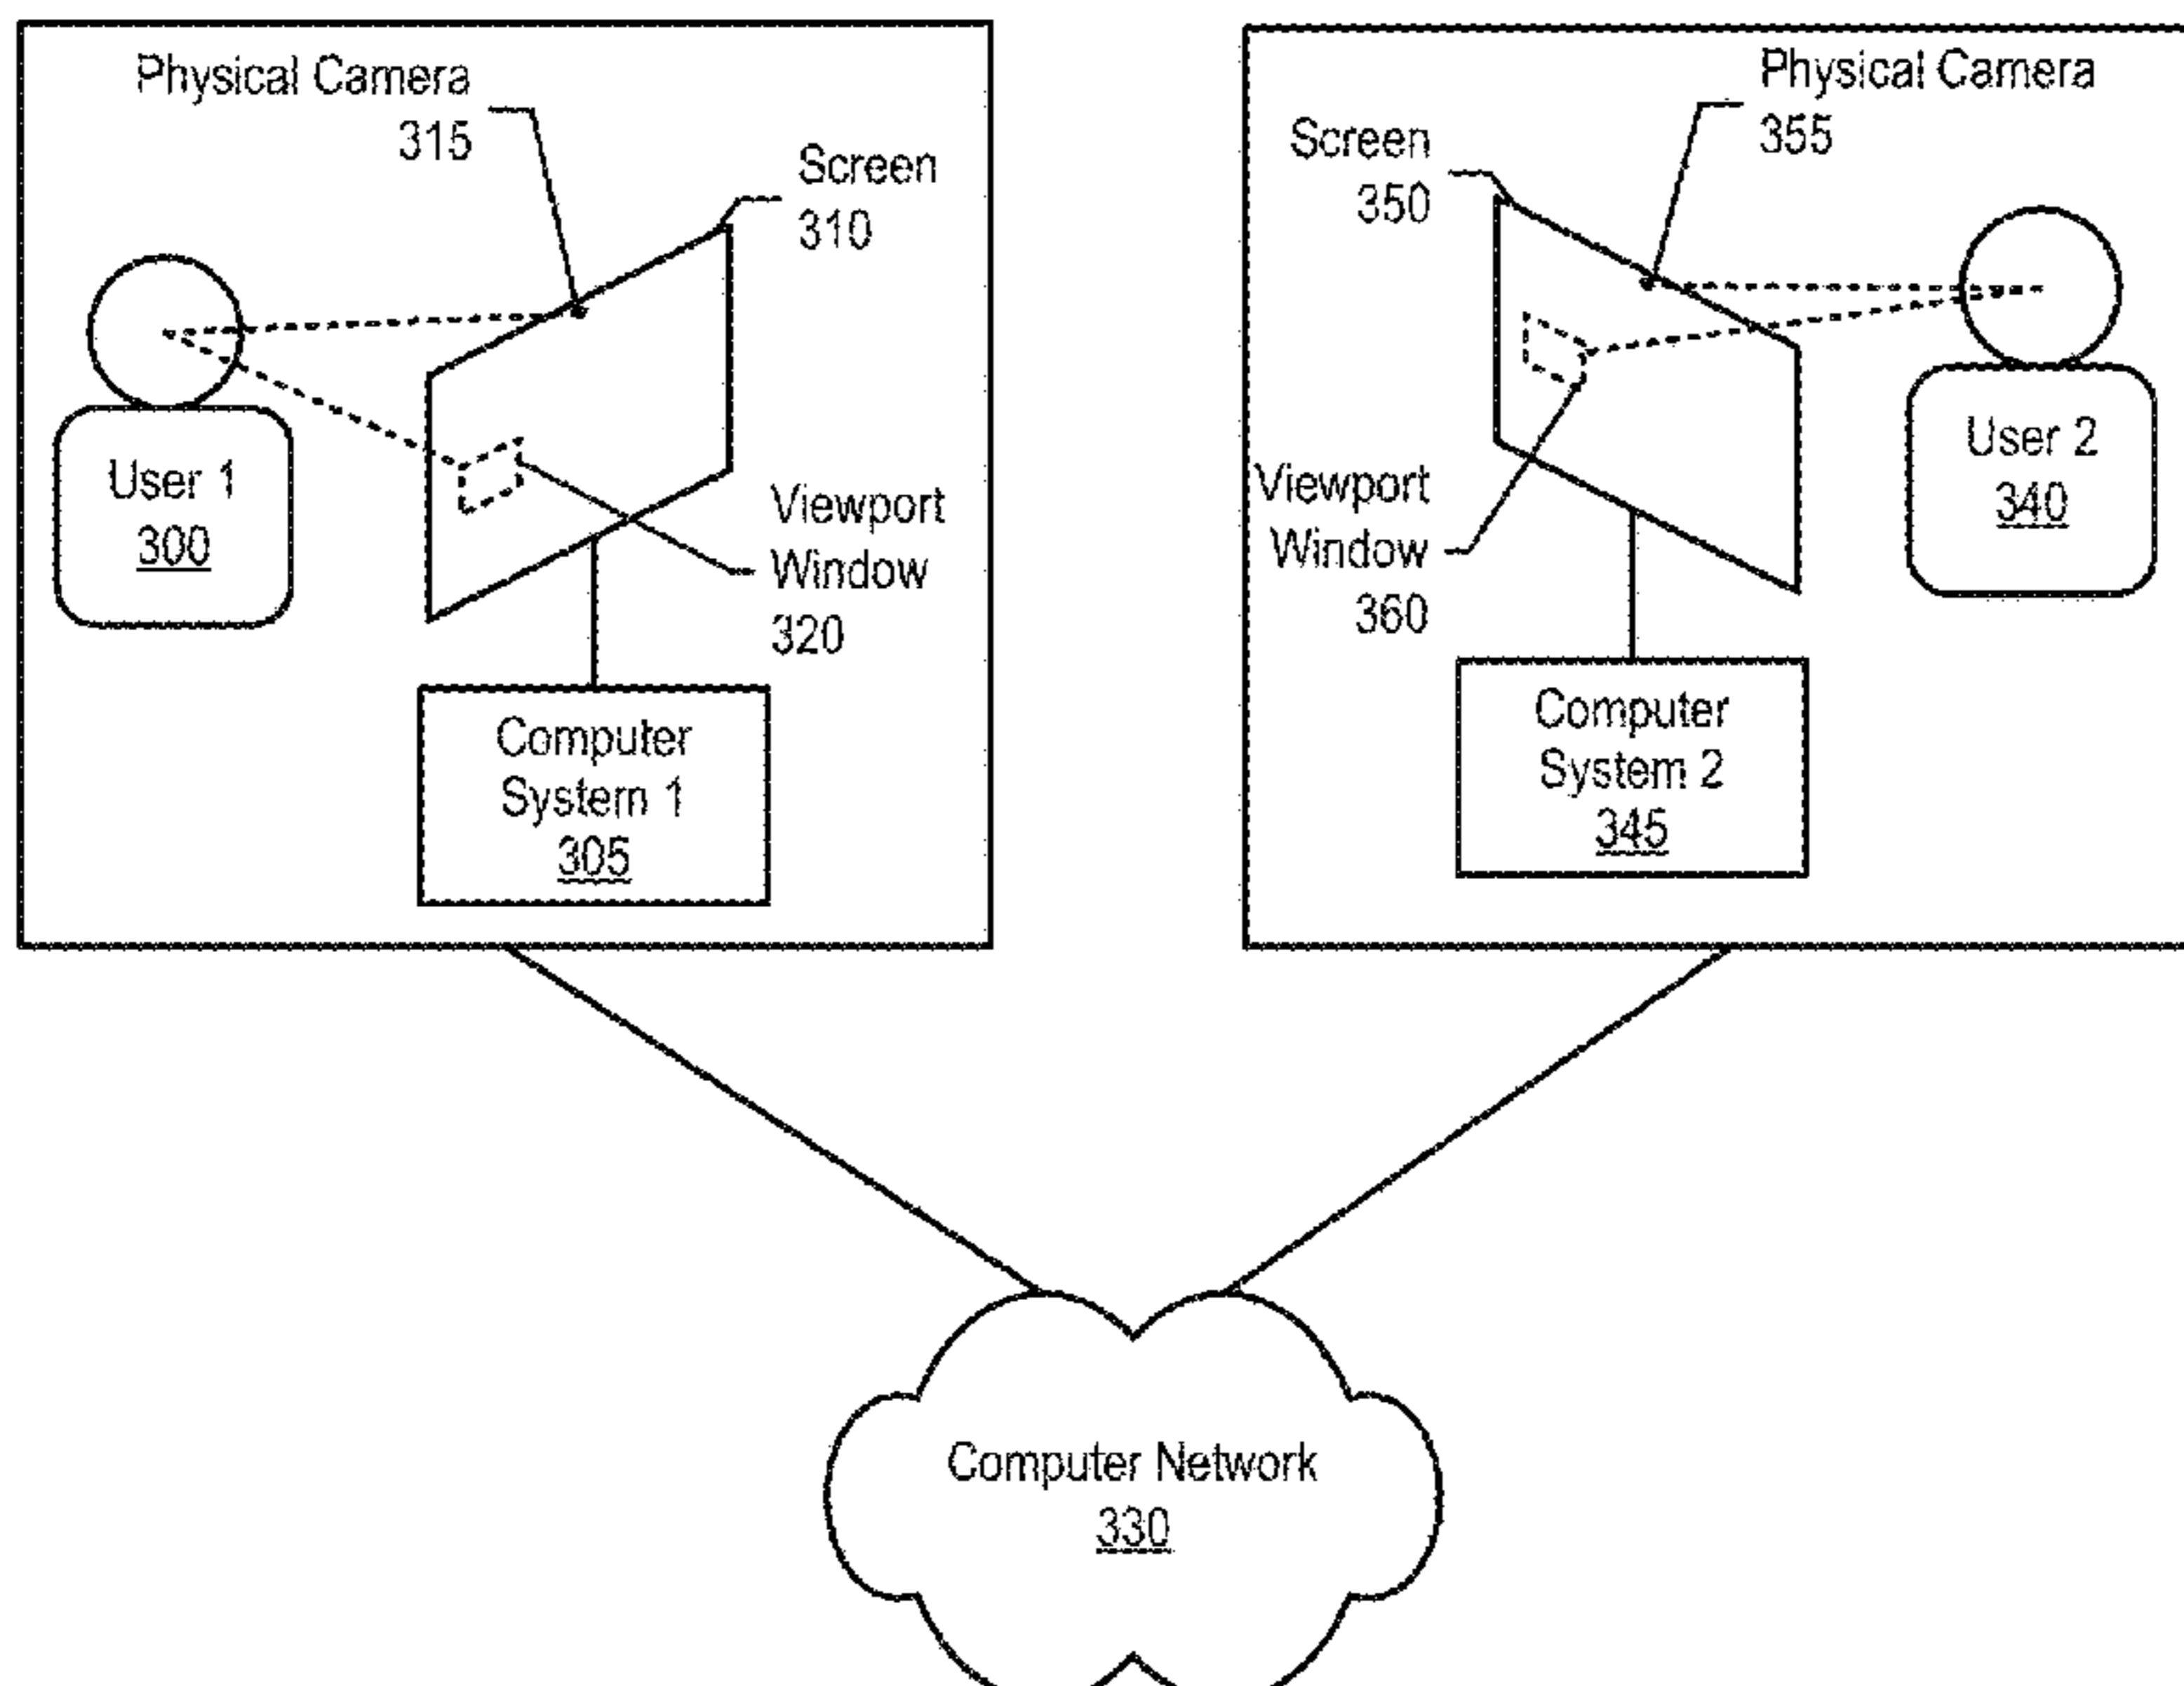 Physical Camera
315
Screen
310
User 1
300
Viewport
Window
320
Computer
System 1
305
Physical Camera
355
Screen
350
User 2
340
Viewport
Window
360
Computer
System 2
345
Computer Network
330